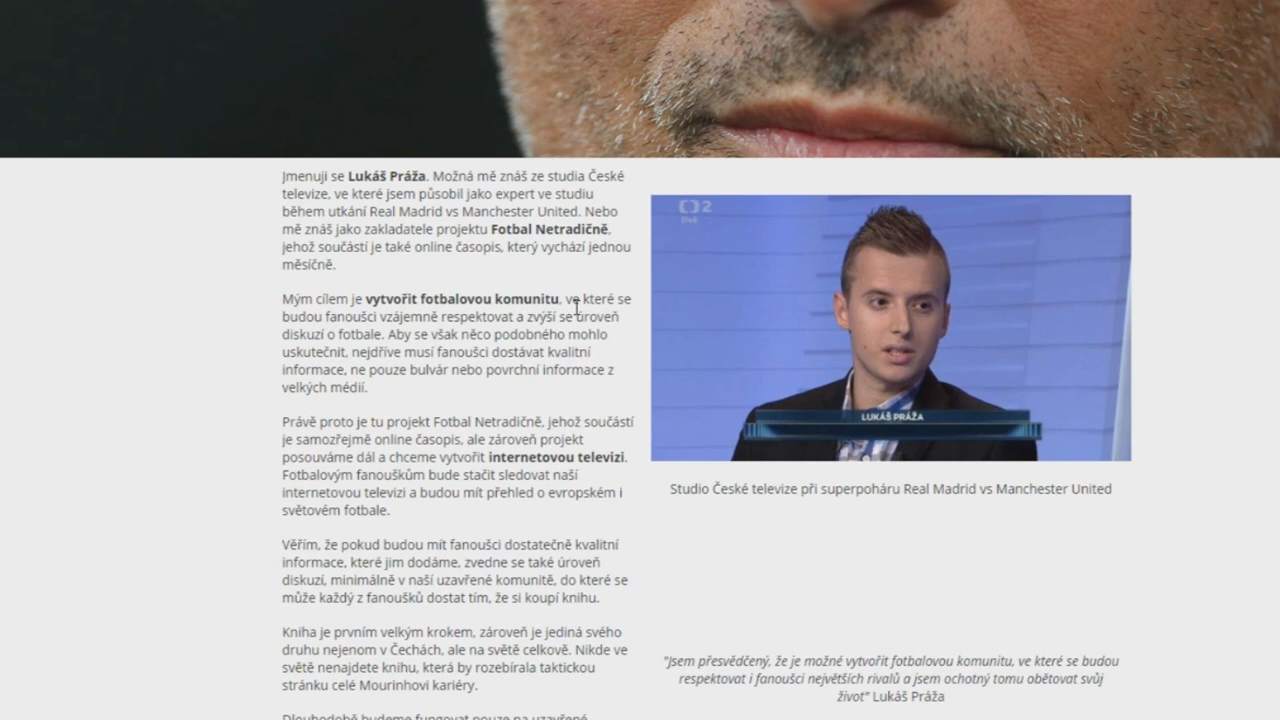 Jmenuji se Lukáš Práža. Možná mě znáš ze studia České
televize, ve které jsem působil jako expert ve studiu
během utkání Real Madrid vs Manchester United. Nebo
mě znáš jako zakladatele projektu Fotbal Netradičně,
jehož součástí je také online časopis, který vychází jednou
měsíčně.
Mým cílem je vytvořit fotbalovou komunitu, ve které se
budou fanoušci vzájemně respektovat a zvýší se úroveň
diskuzí o fotbale. Aby se však něco podobného mohlo
uskutečnit, nejdříve musí fanoušci dostávat kvalitní
informace, ne pouze bulvár nebo povrchní informace z
velkých médií.
Právě proto je tu projekt Fotbal Netradičně, jehož součástí
je samozřejmě online časopis, ale zároveň projekt
posouváme dál a chceme vytvořit internetovou televizi.
Fotbalovým fanouškům bude stačit sledovat naší
internetovou televizi a budou mít přehled o evropském i
světovém fotbale.
Věřím, že pokud budou mít fanoušci dostatečně kvalitní
informace, které jim dodáme, zvedne se také úroveň
diskuzí, minimálně v naší uzavřené komunitě, do které se
může každý z fanoušků dostat tím, že si koupí knihu.
Kniha je prvním velkým krokem, zároveň je jediná svého
druhu nejenom v Čechách, ale na světě celkově. Nikde ve
světě nenajdete knihu, která by rozebírala taktickou
stránku celé Mourinhovi kariéry.
Dlouhodobě budeme fungovat pouze na uzavřené
2
živě
LUKÁŠ PRÁŽA
Studio České televize při superpoháru Real Madrid vs Manchester United
"Jsem přesvědčený, že je možné vytvořit fotbalovou komunitu, ve které se budou
respektovat i fanoušci největších rivalů a jsem ochotný tomu obětovat svůj
život" Lukáš Práža